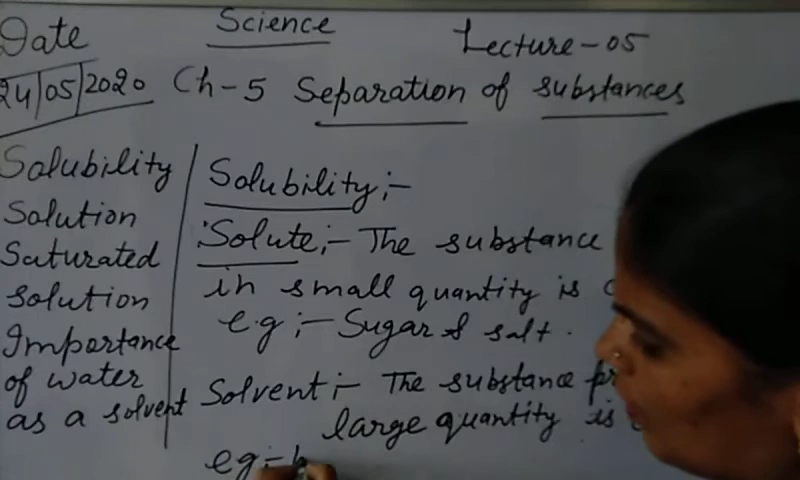 Date
Science
Lecture-05
24/05/2020
Ch-5 Separation of substances
Solubility
Solution
Saturated
solution
Importance
of water
as a solvent
Solubility:-
Solute:- The substance
in small quantity is
e.g:- Sugar & salt.
Solvent:- The substance
large quantity is
eg:-